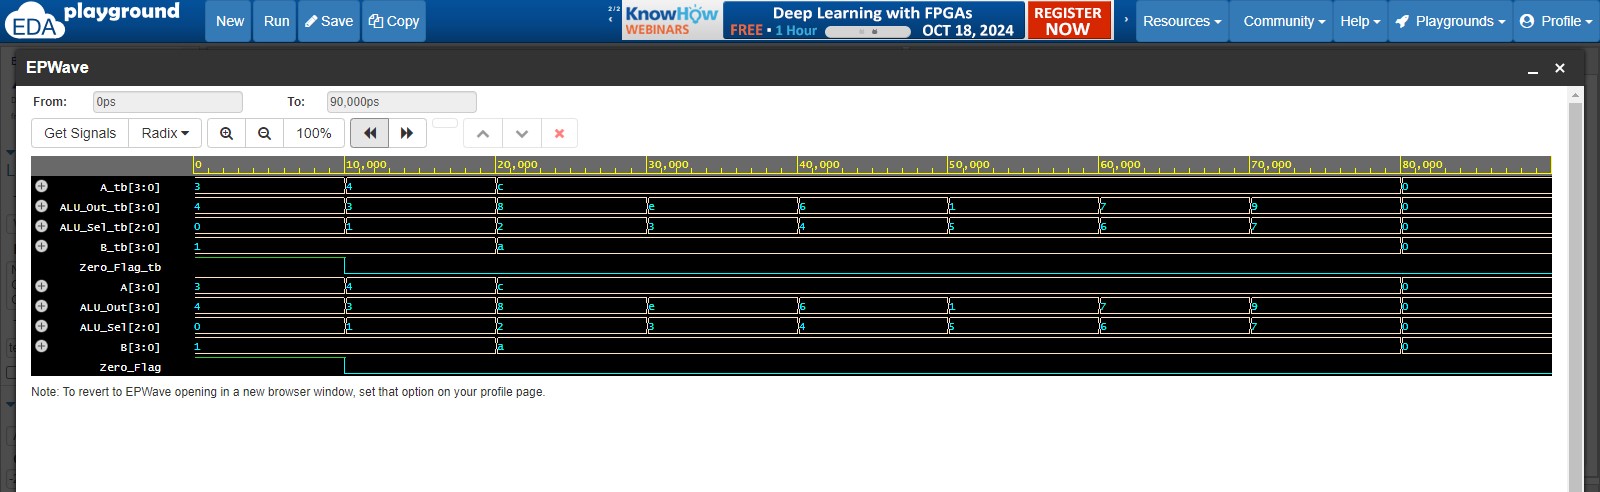 EDA playground New Run Save Copy 2/2 KnowHow WEBINARS Deep Learning with FPGAs FREE • 1 Hour OCT 18, 2024 REGISTER NOW Resources Community Help Playgrounds Profile
EPWave
From: 0ps To: 90,000ps
Get Signals Radix 100%
0 10,000 20,000 30,000 40,000 50,000 60,000 70,000 80,000
A_tb[3:0] 3 4 c 0
ALU_Out_tb[3:0] 4 3 8 e 6 1 7 9 0
ALU_Sel_tb[2:0] 0 1 2 3 4 5 6 7 0
B_tb[3:0] 1 a 0
Zero_Flag_tb
A[3:0] 3 4 c 0
ALU_Out[3:0] 4 3 8 e 6 1 7 9 0
ALU_Sel[2:0] 0 1 2 3 4 5 6 7 0
B[3:0] 1 a 0
Zero_Flag
Note: To revert to EPWave opening in a new browser window, set that option on your profile page.